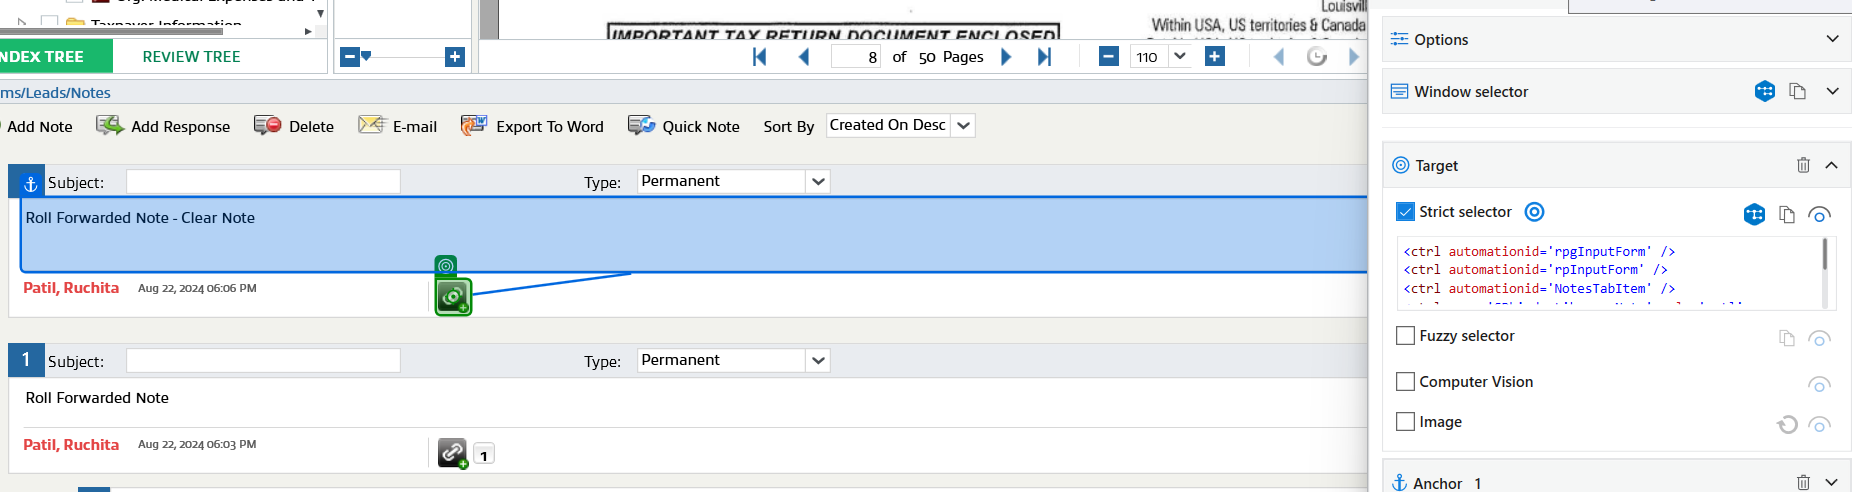 Taxpayer Information
NDEX TREE
REVIEW TREE
IMPORTANT TAX RETURN DOCUMENT ENCLOSED
Louisvill
Within USA, US territories & Canada
8 of 50 Pages
110
ms/Leads/Notes
Add Note
Add Response
Delete
E-mail
Export To Word
Quick Note
Sort By
Created On Desc
Subject:
Type:
Permanent
Roll Forwarded Note - Clear Note
Patil, Ruchita
Aug 22, 2024 06:06 PM
1
Subject:
Type:
Permanent
Roll Forwarded Note
Patil, Ruchita
Aug 22, 2024 06:03 PM
1
Options
Window selector
Target
Strict selector
<ctrl automationid='rpgInputForm' />
<ctrl automationid='rpInputForm' />
<ctrl automationid='NotesTabItem' />
Fuzzy selector
Computer Vision
Image
Anchor 1